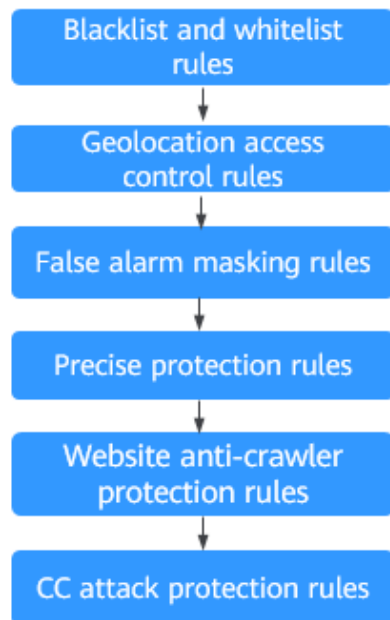 Blacklist and whitelist
rules
Geolocation access
control rules
False alarm masking rules
Precise protection rules
Website anti-crawler
protection rules
CC attack protection rules